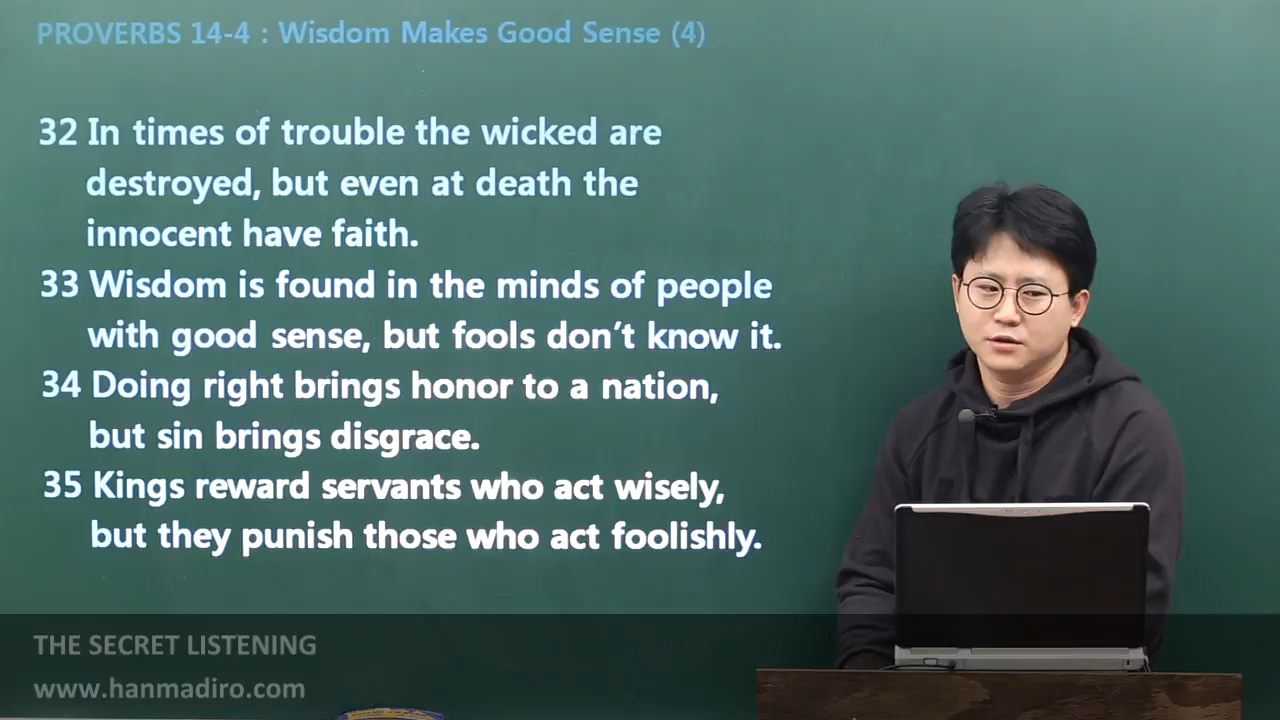 PROVERBS 14-4 : Wisdom Makes Good Sense (4)
32 In times of trouble the wicked are
destroyed, but even at death the
innocent have faith.
33 Wisdom is found in the minds of people
with good sense, but fools don't know it.
34 Doing right brings honor to a nation,
but sin brings disgrace.
35 Kings reward servants who act wisely,
but they punish those who act foolishly.
THE SECRET LISTENING
www.hanmadiro.com